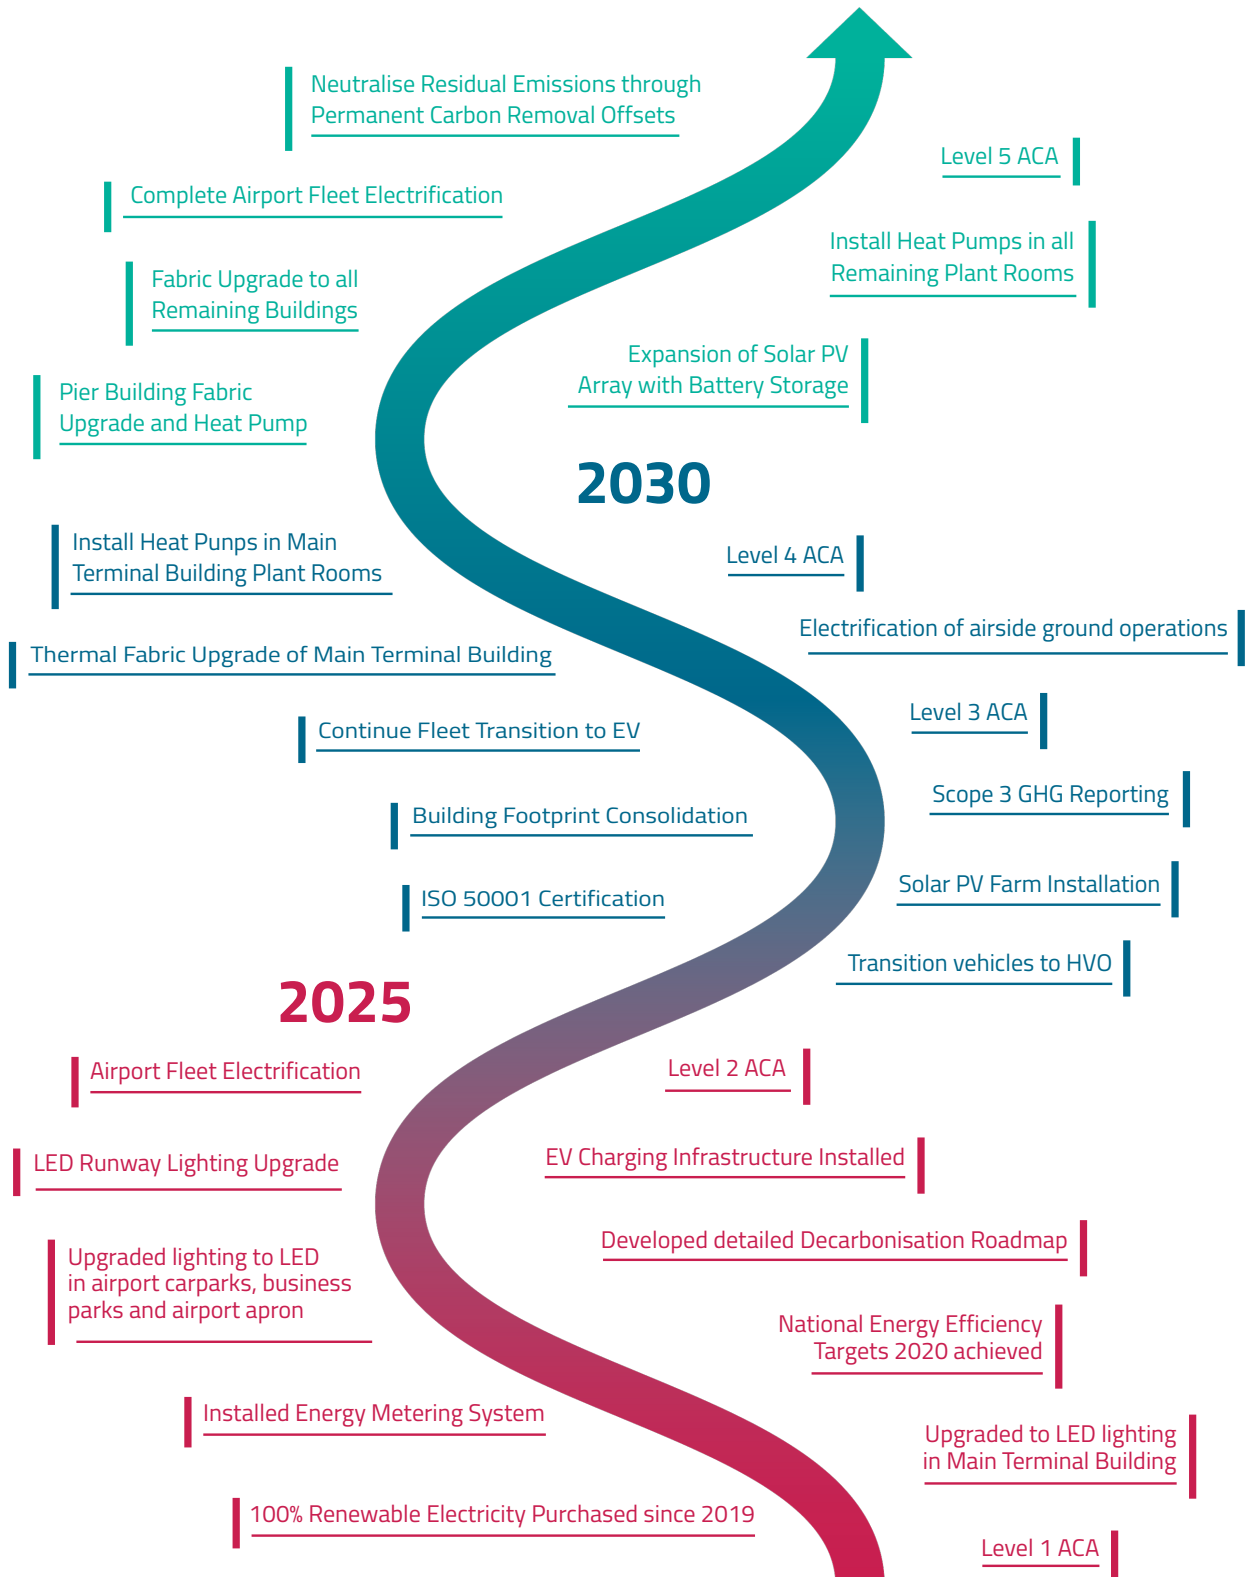 Neutralise Residual Emissions through
Permanent Carbon Removal Offsets
Level 5 ACA
Complete Airport Fleet Electrification
Install Heat Pumps in all
Remaining Plant Rooms
Fabric Upgrade to all
Remaining Buildings
Expansion of Solar PV
Array with Battery Storage
Pier Building Fabric
Upgrade and Heat Pump
2030
Install Heat Punps in Main
Terminal Building Plant Rooms
Level 4 ACA
Electrification of airside ground operations
Thermal Fabric Upgrade of Main Terminal Building
Level 3 ACA
Continue Fleet Transition to EV
Scope 3 GHG Reporting
Building Footprint Consolidation
Solar PV Farm Installation
ISO 50001 Certification
Transition vehicles to HVO
2025
Level 2 ACA
Airport Fleet Electrification
EV Charging Infrastructure Installed
LED Runway Lighting Upgrade
Developed detailed Decarbonisation Roadmap
Upgraded lighting to LED
in airport carparks, business
parks and airport apron
National Energy Efficiency
Targets 2020 achieved
Installed Energy Metering System
Upgraded to LED lighting
in Main Terminal Building
100% Renewable Electricity Purchased since 2019
Level 1 ACA